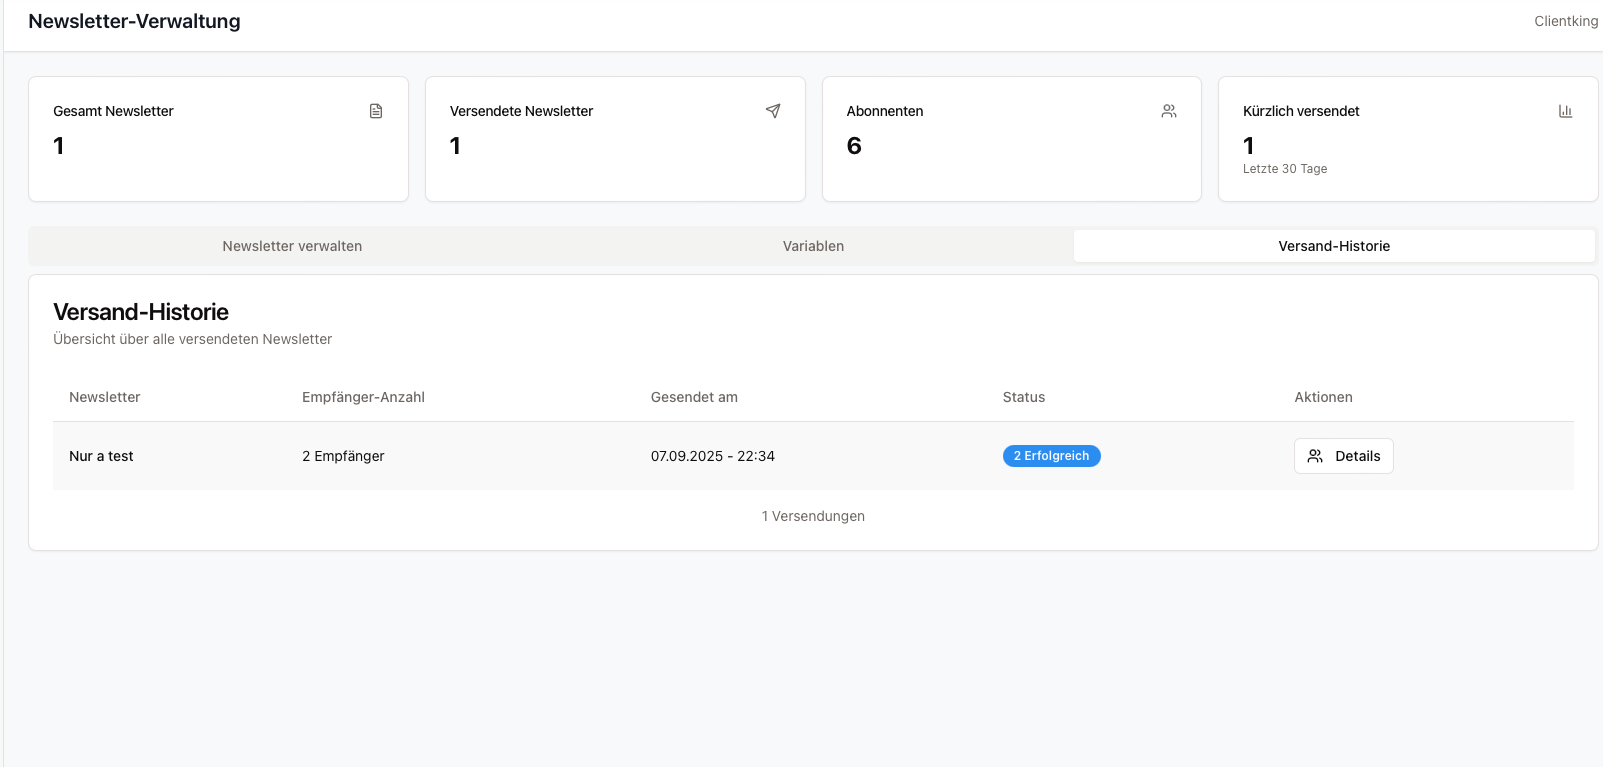 Newsletter-Verwaltung
Clientking
Gesamt Newsletter
1
Versendete Newsletter
1
Abonnenten
6
Kürzlich versendet
1
Letzte 30 Tage
Newsletter verwalten
Variablen
Versand-Historie
Versand-Historie
Übersicht über alle versendeten Newsletter
Newsletter Empfänger-Anzahl Gesendet am Status Aktionen
Nur a test 2 Empfänger 07.09.2025 - 22:34 2 Erfolgreich Details
1 Versendungen